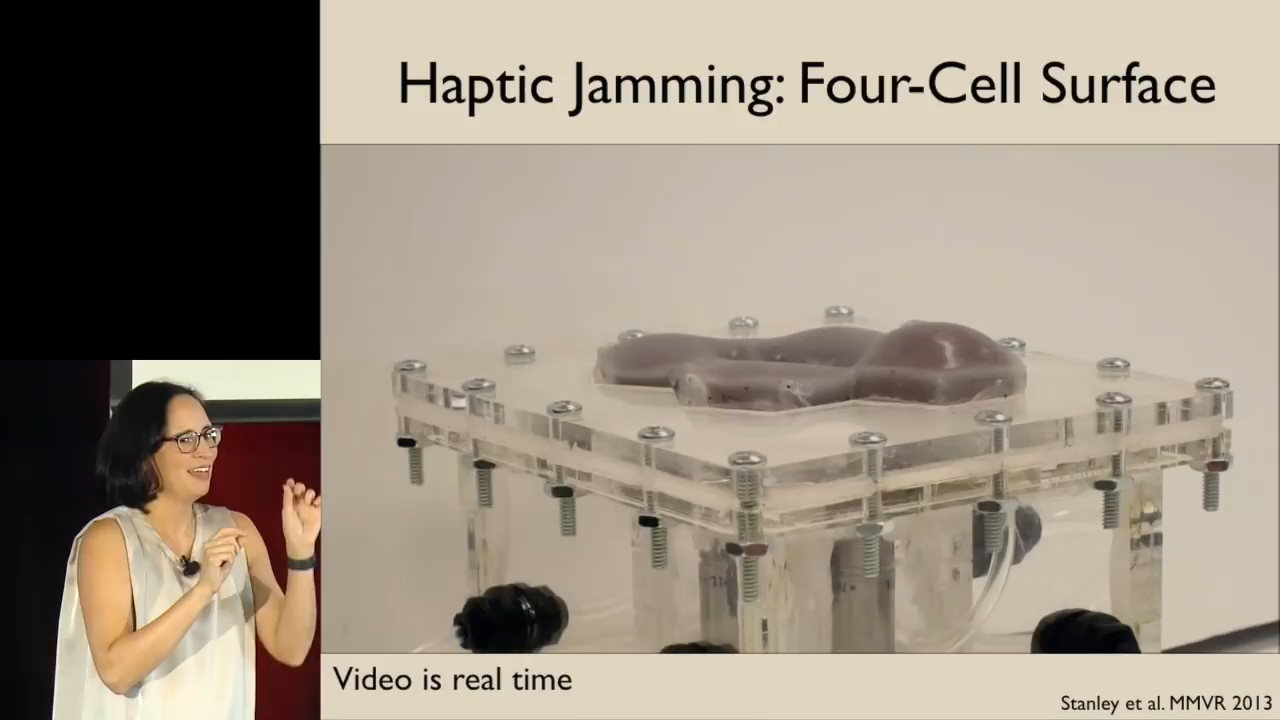 Haptic Jamming: Four-Cell Surface
Video is real time
Stanley et al. MMVR 2013